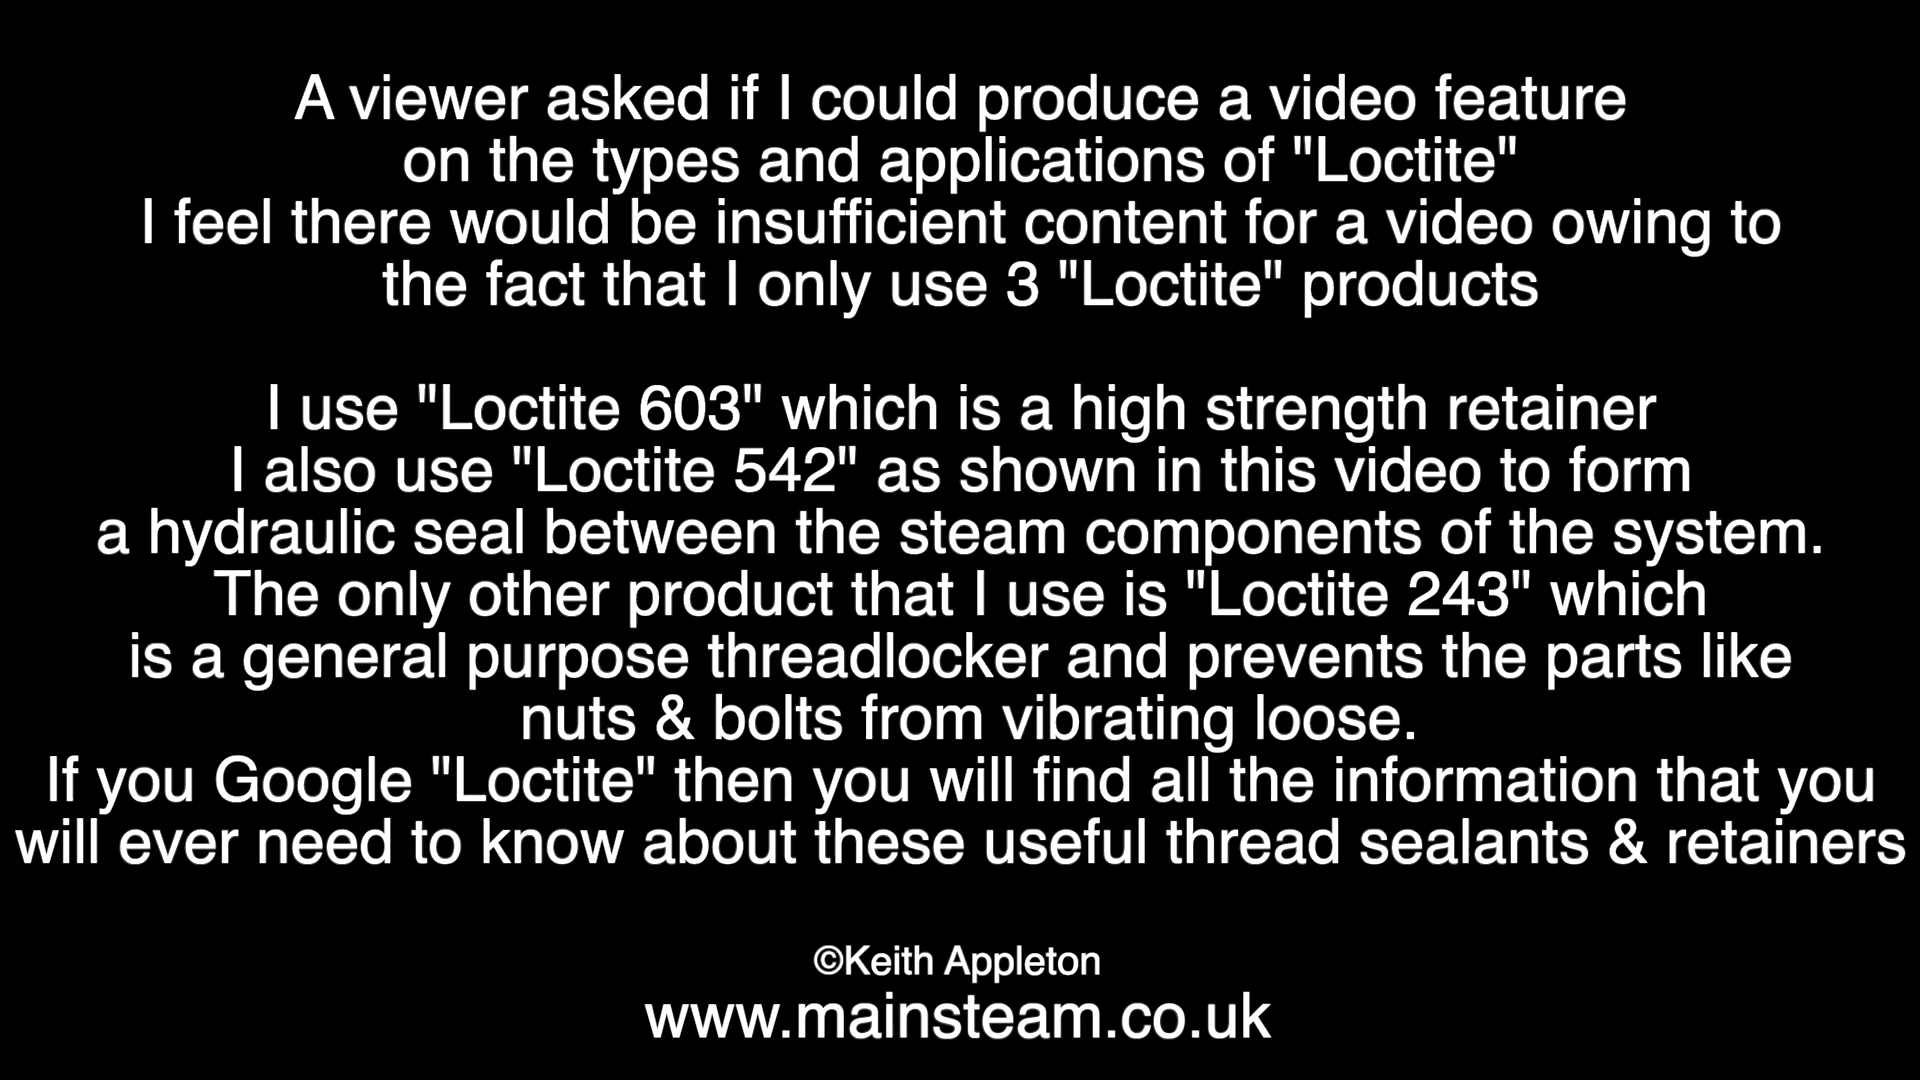 A viewer asked if I could produce a video feature
on the types and applications of "Loctite"
I feel there would be insufficient content for a video owing to
the fact that I only use 3 "Loctite" products
I use "Loctite 603" which is a high strength retainer
I also use "Loctite 542" as shown in this video to form
a hydraulic seal between the steam components of the system.
The only other product that I use is "Loctite 243" which
is a general purpose threadlocker and prevents the parts like
nuts & bolts from vibrating loose.
If you Google "Loctite" then you will find all the information that you
will ever need to know about these useful thread sealants & retainers
©Keith Appleton
www.mainsteam.co.uk